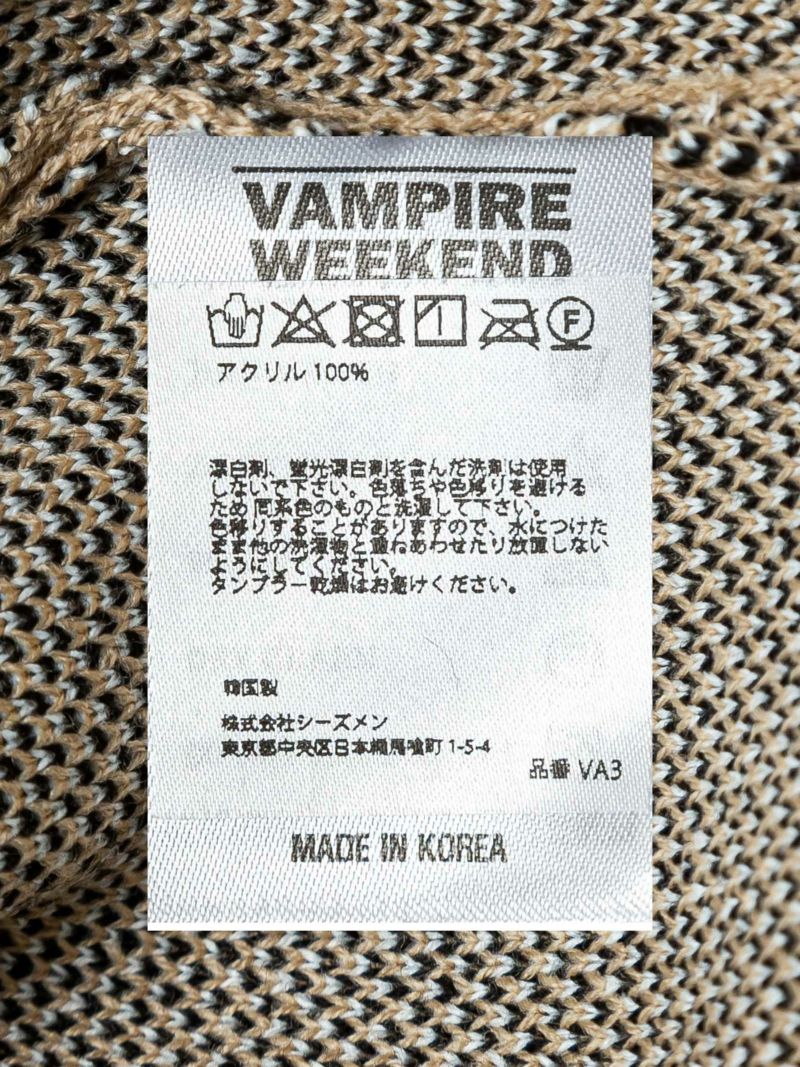 VAMPIRE
WEEKEND
F
アクリル 100%
漂白剤、蛍光漂白剤を含んだ洗剤は使用
しないで下さい。色落ちや色移りを避ける
ため同系色のものと洗濯して下さい。
色移りすることがありますので、水につけた
まま他の洗濯物と重ねあわせたり放置しない
ようにしてください。
タンブラー乾燥はお避けください。
韓国製
株式会社シーズメン
東京都中央区日本橋馬喰町 1-5-4
品番 VA3
MADE IN KOREA